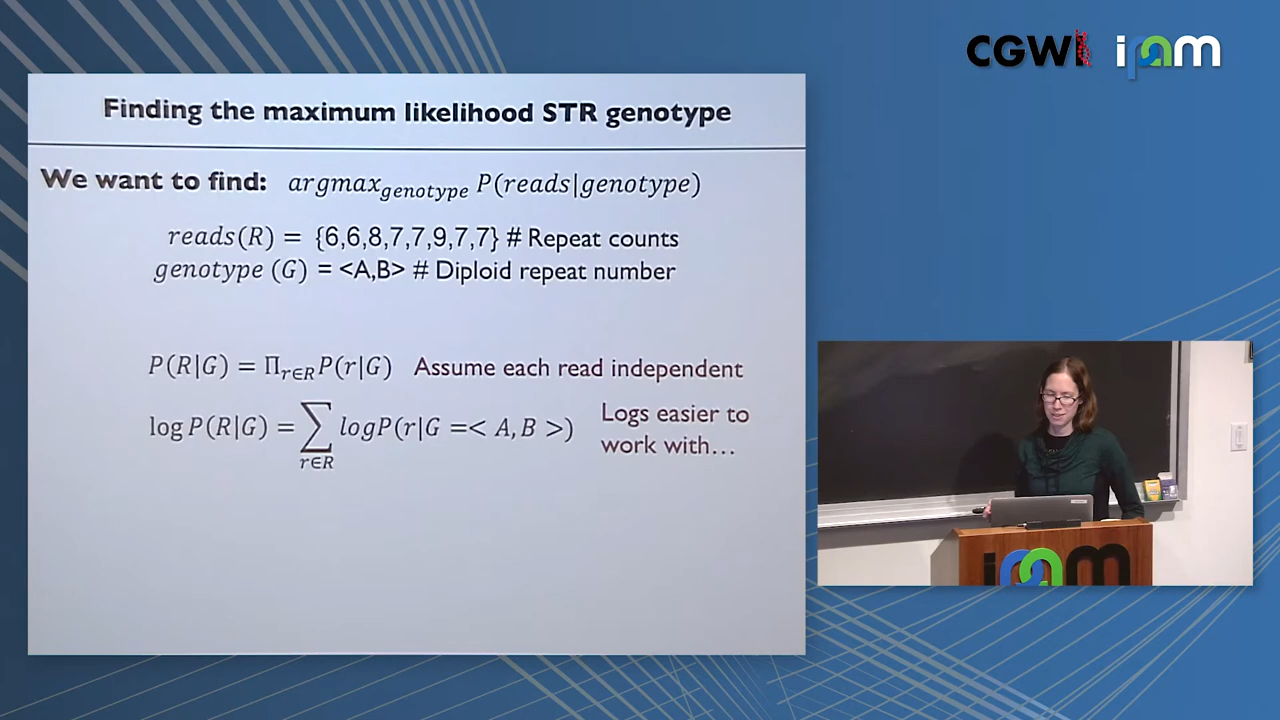 CGWI ipam
Finding the maximum likelihood STR genotype
We want to find: argmax_genotype P(reads|genotype)
reads(R) = {6,6,8,7,7,9,7,7} # Repeat counts
genotype (G) = <A,B> # Diploid repeat number
P(R|G) = Π_{r∈R}P(r|G) Assume each read independent
log P(R|G) = ∑_{r∈R} logP(r|G =< A, B >) Logs easier to
work with…
ipam